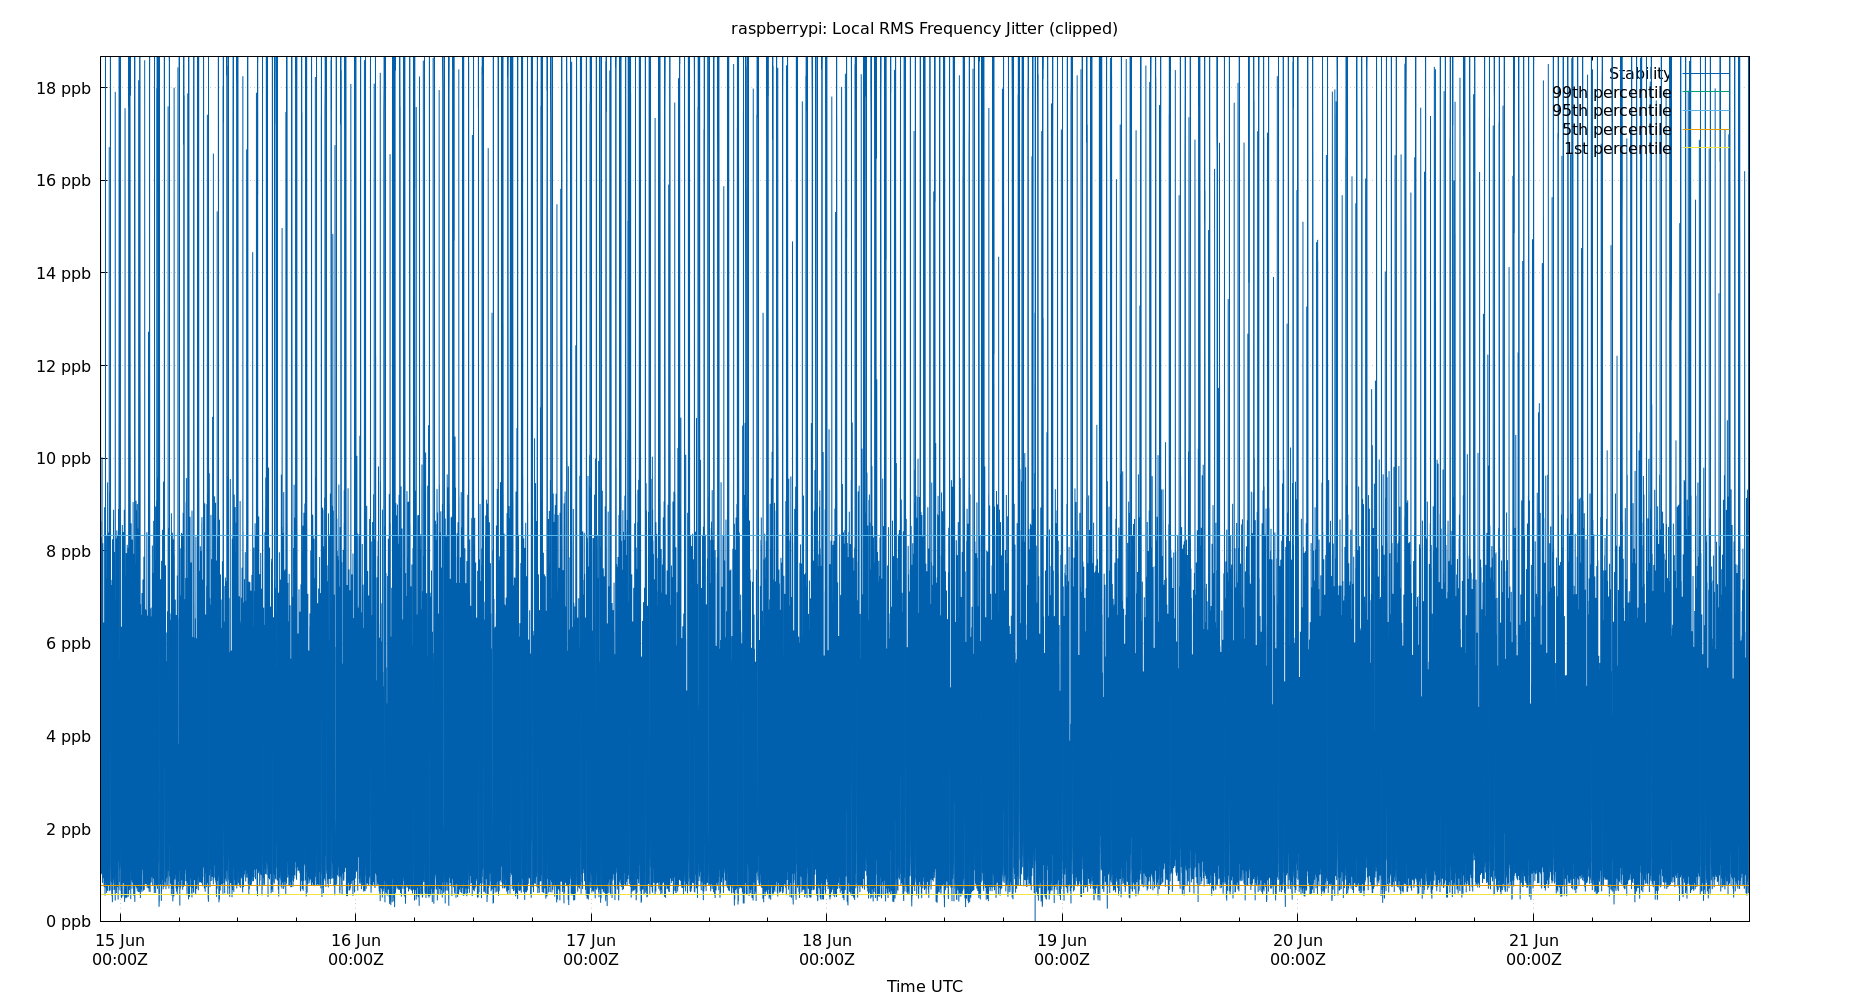 raspberrypi: Local RMS Frequency Jitter (clipped)
18 ppb
16 ppb
14 ppb
12 ppb
10 ppb
8 ppb
6 ppb
4 ppb
2 ppb
0 ppb
Stability
99th percentile
95th percentile
5th percentile
1st percentile
15 Jun 16 Jun 17 Jun 18 Jun 19 Jun 20 Jun 21 Jun
00:00Z 00:00Z 00:00Z 00:00Z 00:00Z 00:00Z 00:00Z
Time UTC